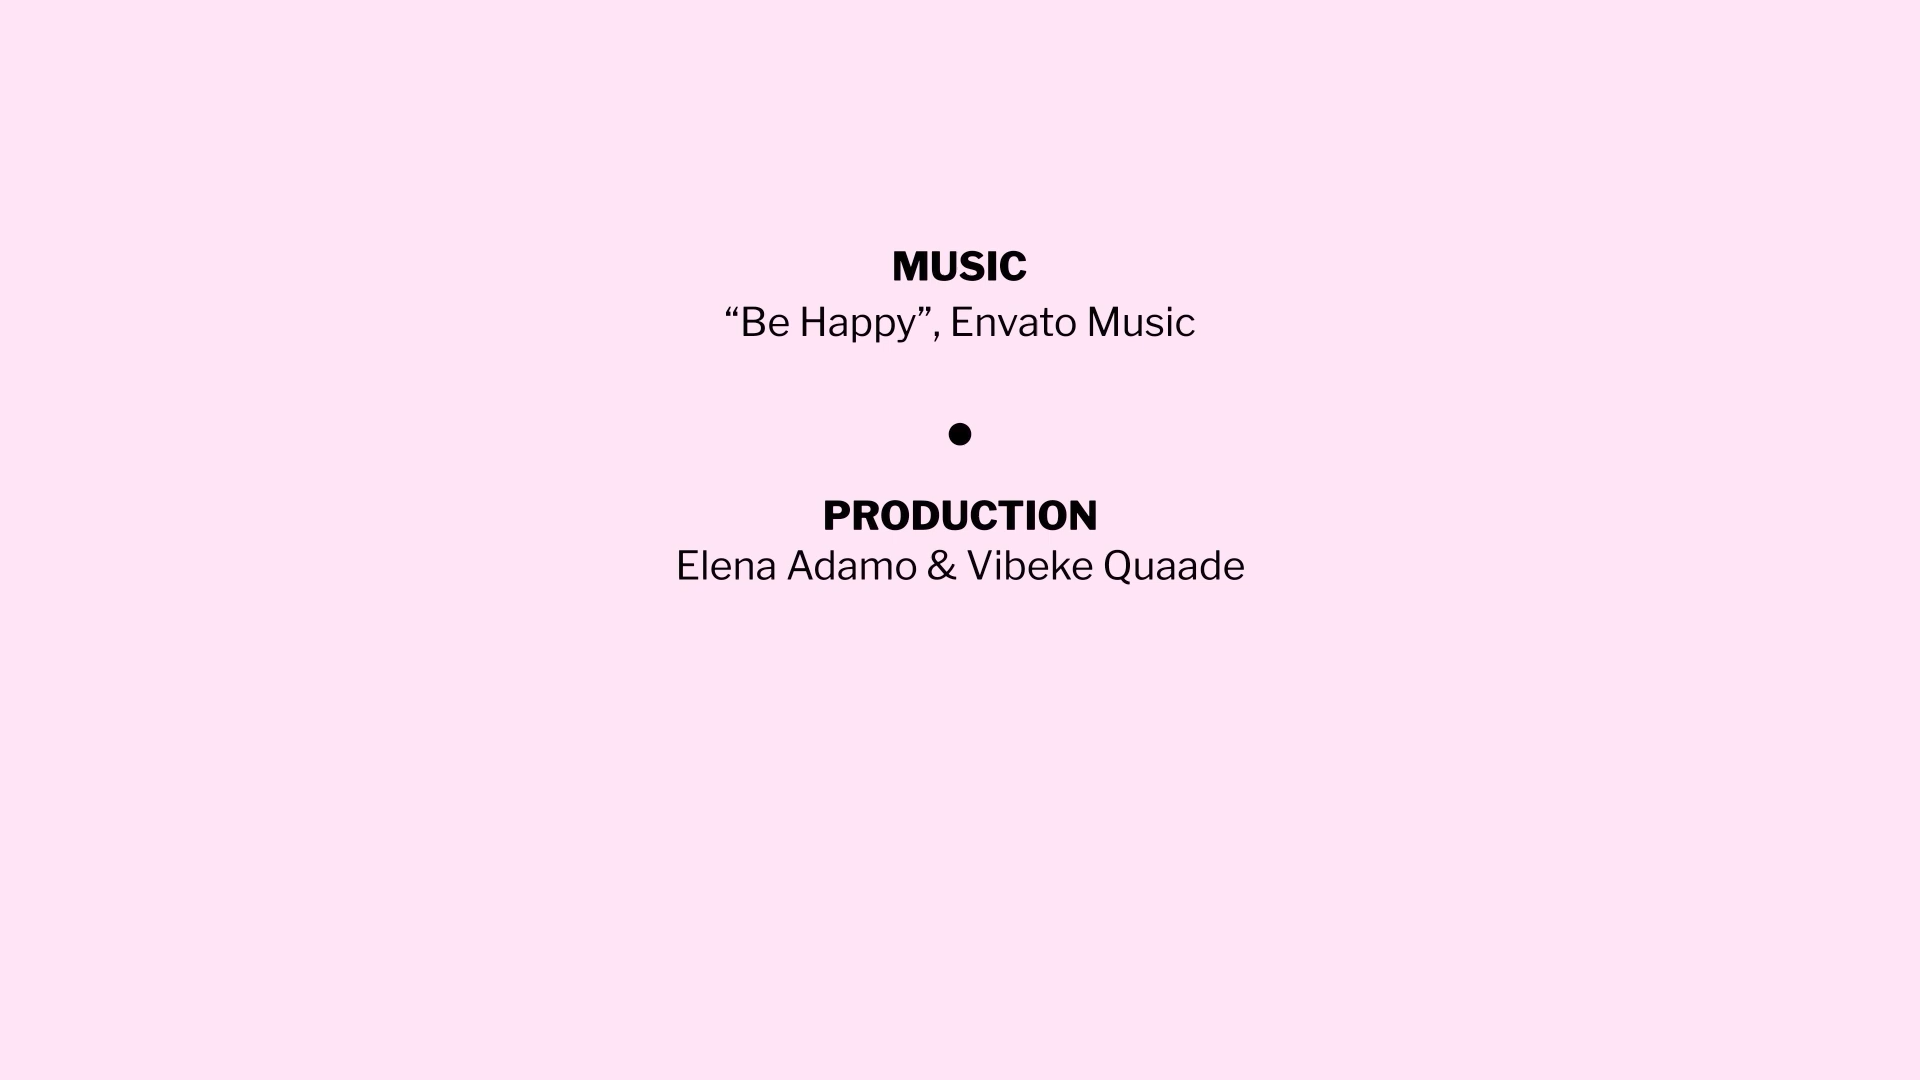 MUSIC
“Be Happy”, Envato Music
●
PRODUCTION
Elena Adamo & Vibeke Quaade